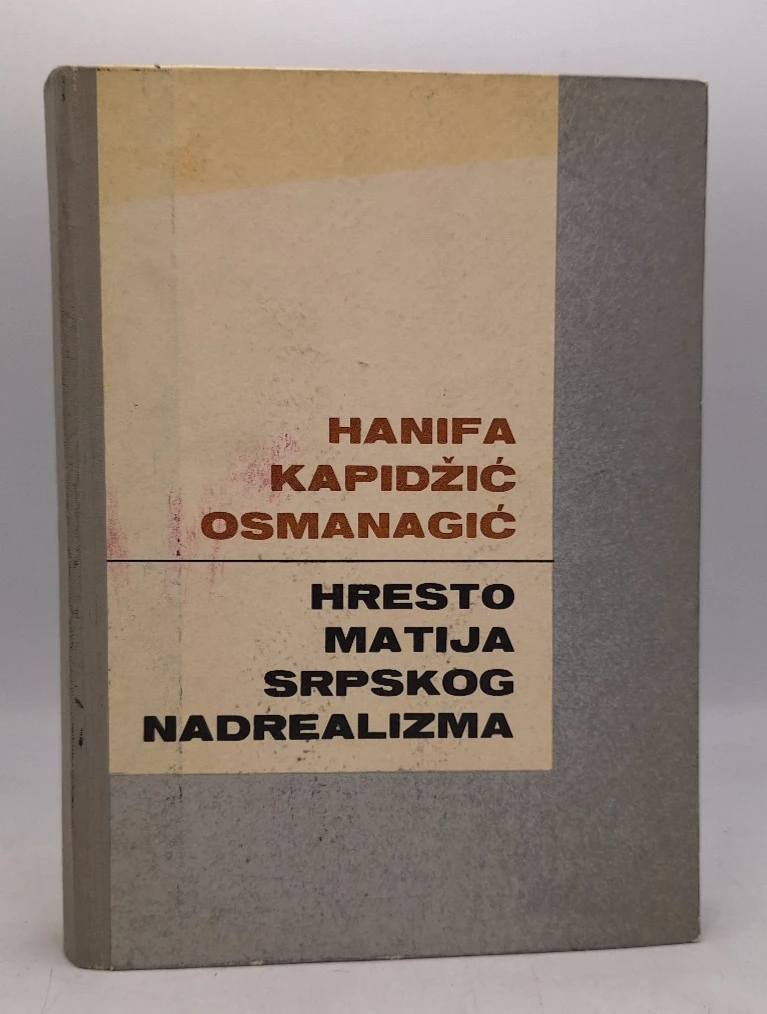 HANIFA
KAPIDŽIĆ
OSMANAGIĆ
HRESTO
MATIJA
SRPSKOG
NADREALIZMA